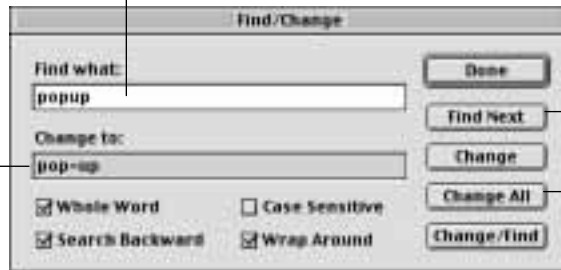 Find/Change
Find what:
popup
Change to:
pop-up
Whole Word
Case Sensitive
Search Backward
Wrap Around
Done
Find Next
Change
Change All
Change/Find